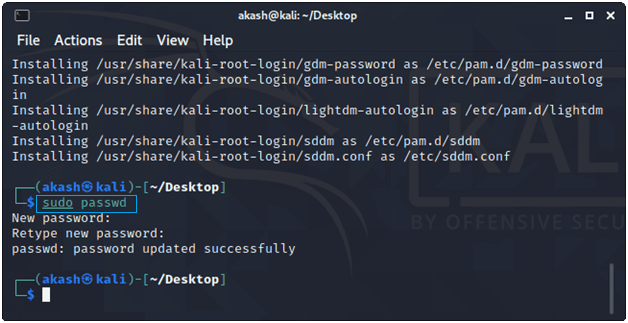 akash@kali: ~/Desktop
File Actions Edit View Help
Installing /usr/share/kali-root-login/gdm-password as /etc/pam.d/gdm-password
Installing /usr/share/kali-root-login/gdm-autologin as /etc/pam.d/gdm-autolog
in
Installing /usr/share/kali-root-login/lightdm-autologin as /etc/pam.d/lightdm
-autologin
Installing /usr/share/kali-root-login/sddm as /etc/pam.d/sddm
Installing /usr/share/kali-root-login/sddm.conf as /etc/sddm.conf
┌──(akash㉿kali)-[~/Desktop]
└─$ sudo passwd
New password:
Retype new password:
passwd: password updated successfully
┌──(akash㉿kali)-[~/Desktop]
└─$
KAL
BY OFFENSIVE SECU